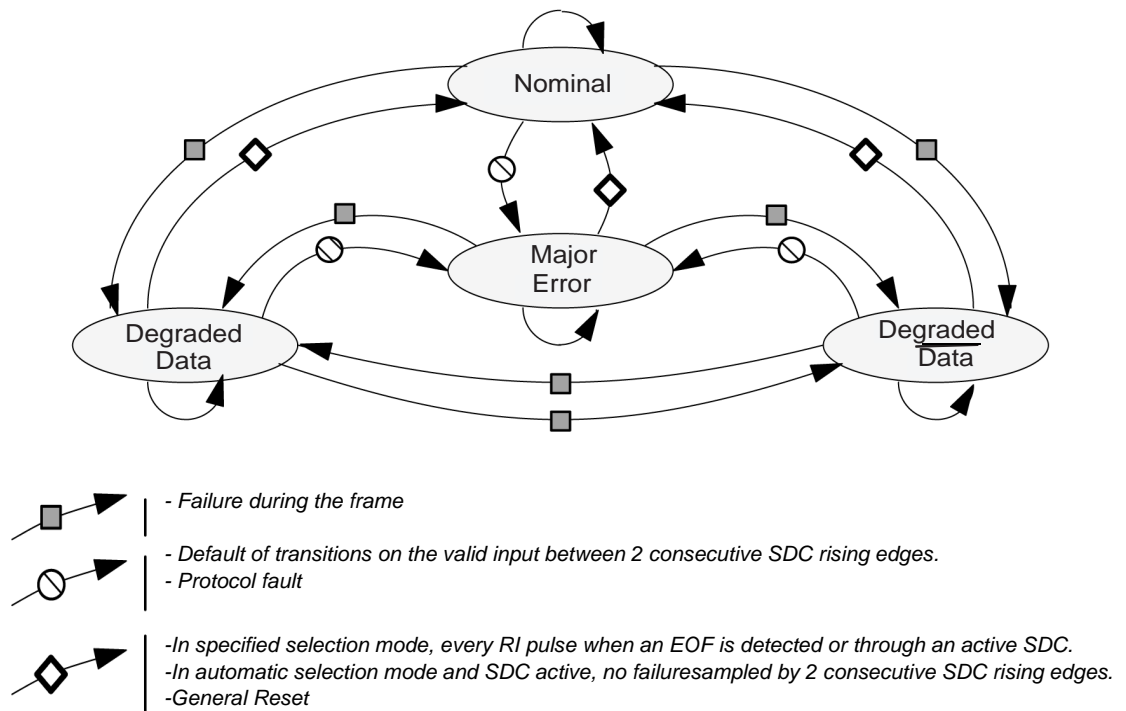 Nominal
Major
Error
Degraded
Data
Degraded
Data
- Failure during the frame
- Default of transitions on the valid input between 2 consecutive SDC rising edges.
- Protocol fault
-In specified selection mode, every RI pulse when an EOF is detected or through an active SDC.
-In automatic selection mode and SDC active, no failuresampled by 2 consecutive SDC rising edges.
-General Reset